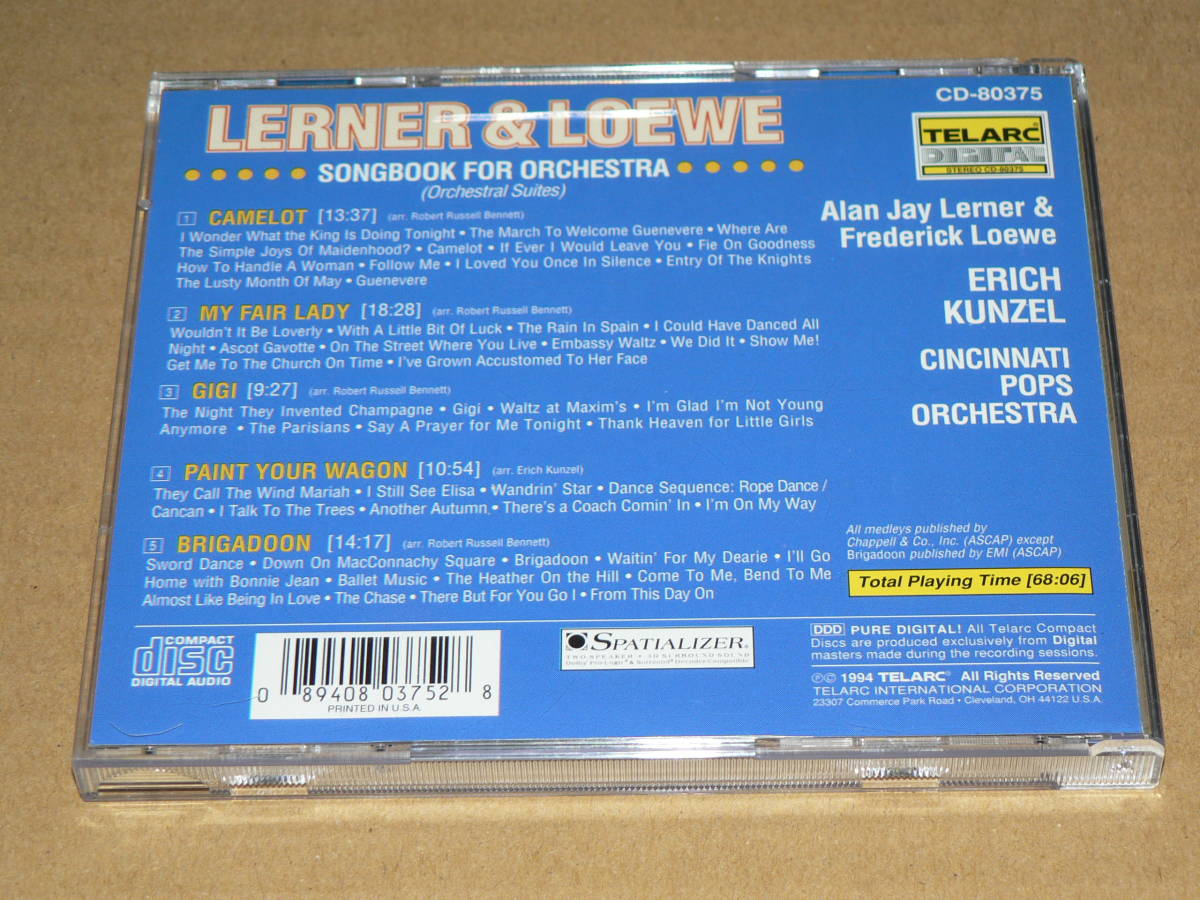 LERNER & LOEWE
• • • • • SONGBOOK FOR ORCHESTRA • • • • •
(Orchestral Suites)
1 CAMELOT [13:37] (arr. Robert Russell Bennett)
I Wonder What the King Is Doing Tonight • The March To Welcome Guenevere • Where Are
The Simple Joys Of Maidenhood? • Camelot • If Ever I Would Leave You • Fie On Goodness
How To Handle A Woman • Follow Me • I Loved You Once In Silence • Entry Of The Knights
The Lusty Month Of May • Guenevere
2 MY FAIR LADY [18:28] (arr. Robert Russell Bennett)
Wouldn't It Be Loverly • With A Little Bit Of Luck • The Rain In Spain • I Could Have Danced All
Night • Ascot Gavotte • On The Street Where You Live • Embassy Waltz • We Did It • Show Me!
Get Me To The Church On Time • I've Grown Accustomed To Her Face
3 GIGI [9:27] (arr. Robert Russell Bennett)
The Night They Invented Champagne • Gigi • Waltz at Maxim's • I'm Glad I'm Not Young
Anymore • The Parisians • Say A Prayer for Me Tonight • Thank Heaven for Little Girls
4 PAINT YOUR WAGON [10:54] (arr. Erich Kunzel)
They Call The Wind Mariah • I Still See Elisa • Wandrin' Star • Dance Sequence: Rope Dance /
Cancan • I Talk To The Trees • Another Autumn • There's a Coach Comin' In • I'm On My Way
5 BRIGADOON [14:17] (arr. Robert Russell Bennett)
Sword Dance • Down On MacConnachy Square • Brigadoon • Waitin' For My Dearie • I'll Go
Home with Bonnie Jean • Ballet Music • The Heather On the Hill • Come To Me, Bend To Me
Almost Like Being In Love • The Chase • There But For You Go I • From This Day On
CD-80375
TELARC
DIGITAL
STEREO CD-80375
Alan Jay Lerner &
Frederick Loewe
ERICH
KUNZEL
CINCINNATI
POPS
ORCHESTRA
All medleys published by
Chappell & Co., Inc. (ASCAP) except
Brigadoon published by EMI (ASCAP)
Total Playing Time [68:06]
COMPACT
disc
DIGITAL AUDIO
0 89408 03752 8
PRINTED IN U.S.A.
SPATIALIZER®
TWO SPEAKER • 3D SURROUND SOUND
Dolby Pro-Logic® & Surround® Decoder Compatible
DDD PURE DIGITAL! All Telarc Compact
Discs are produced exclusively from Digital
masters made during the recording sessions.
℗© 1994 TELARC® All Rights Reserved
TELARC INTERNATIONAL CORPORATION
23307 Commerce Park Road • Cleveland, OH 44122 U.S.A.